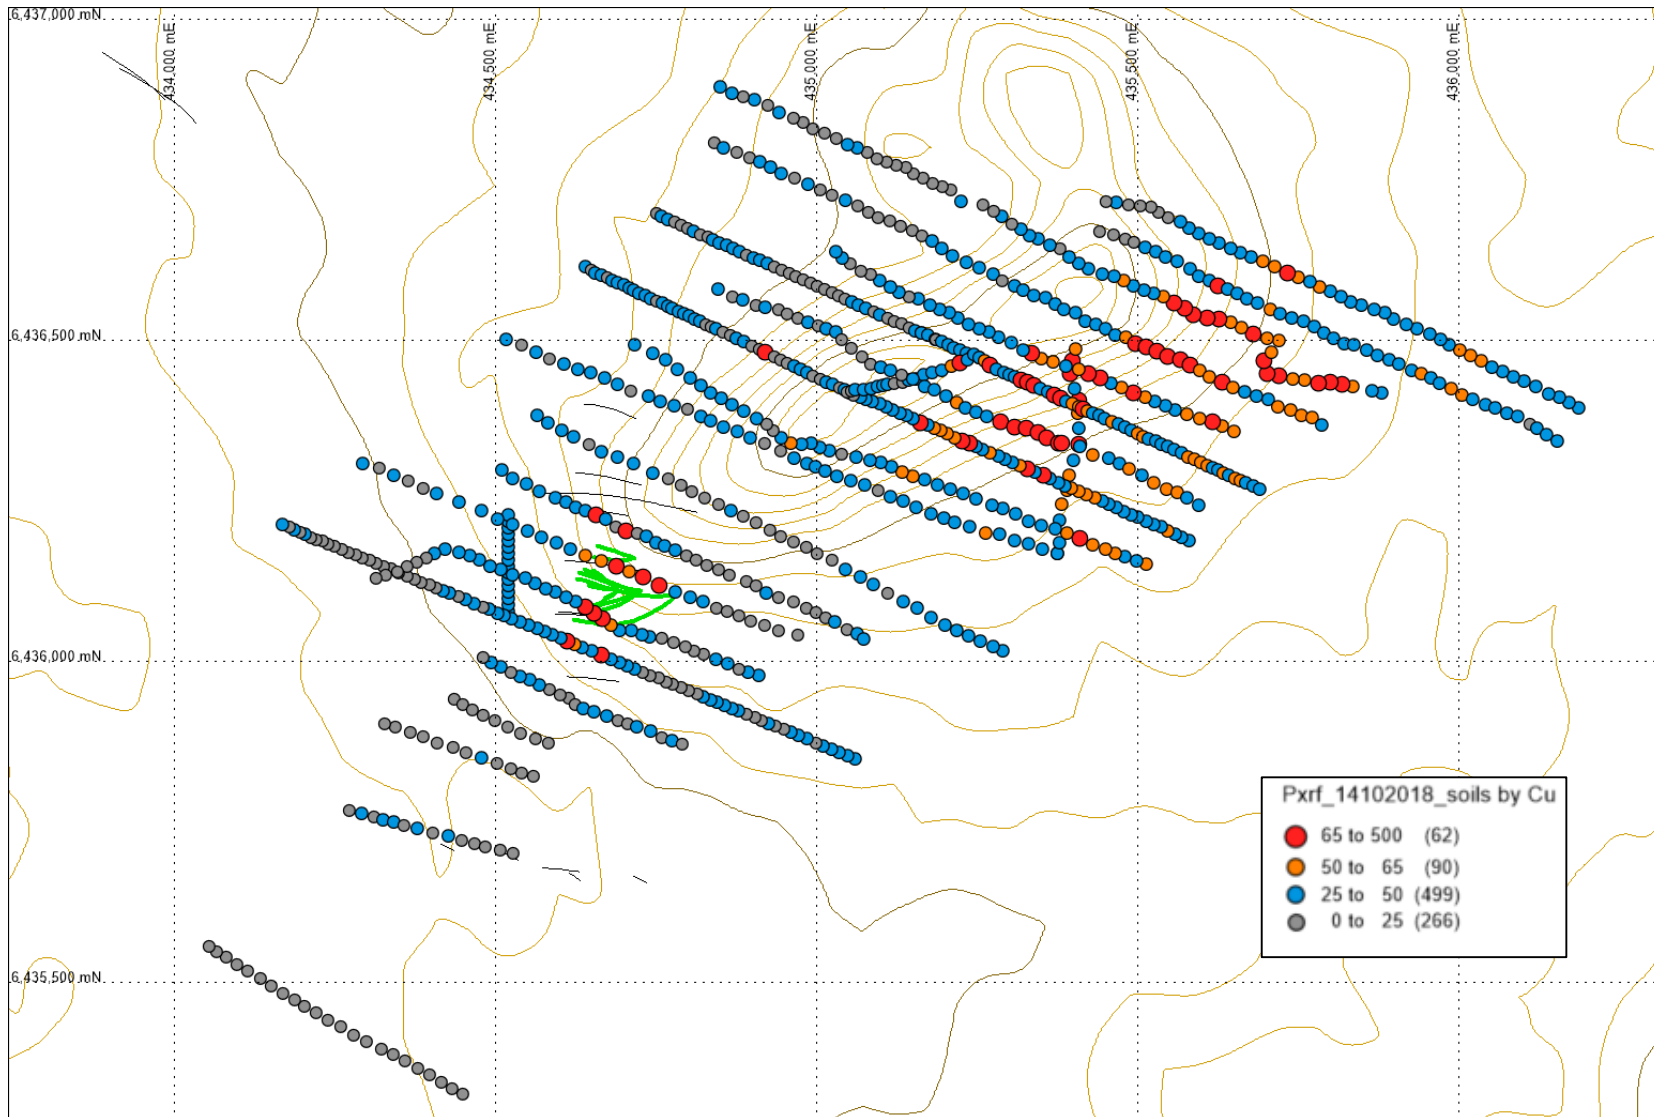 6,437,000 mN
434,000 mE
434,500 mE
435,000 mE
435,500 mE
436,000 mE
6,436,500 mN
6,436,000 mN
6,435,500 mN
Pxrf_14102018_soils by Cu
65 to 500 (62)
50 to 65 (90)
25 to 50 (499)
0 to 25 (266)